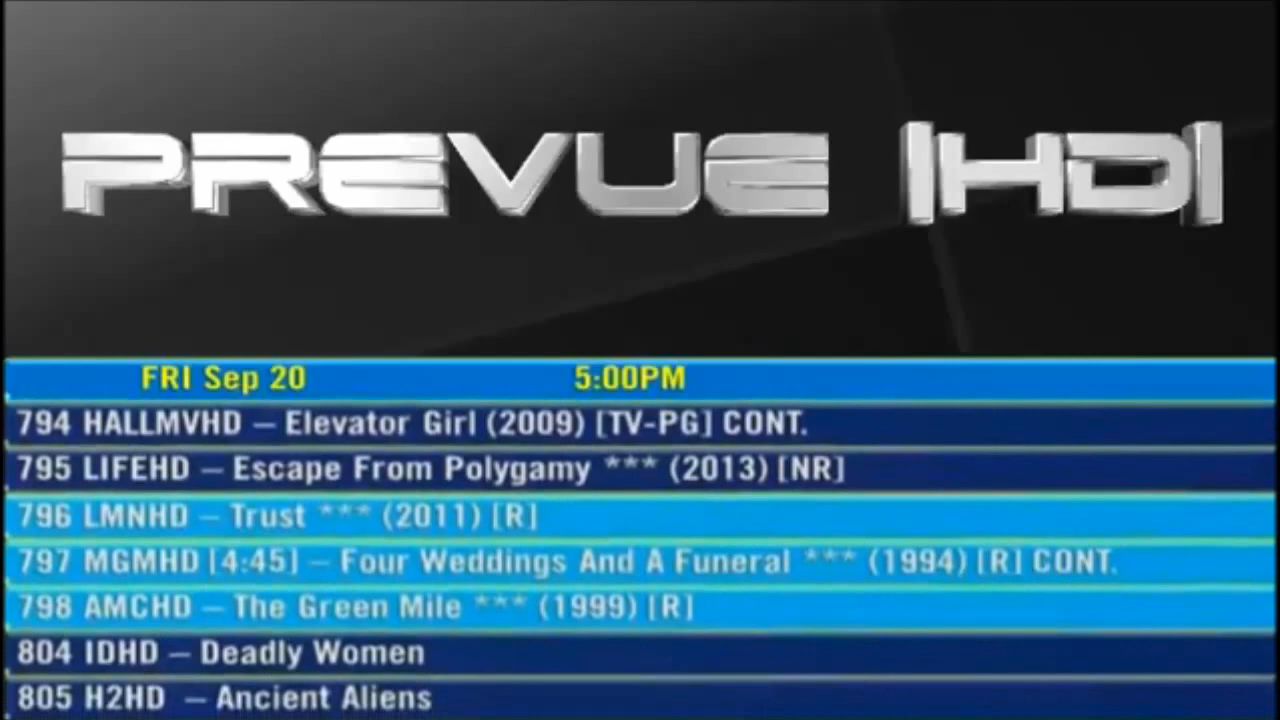 PREVUE |HD|
FRI Sep 20 5:00PM
794 HALLMVHD – Elevator Girl (2009) [TV-PG] CONT.
795 LIFEHD – Escape From Polygamy *** (2013) [NR]
796 LMNHD – Trust *** (2011) [R]
797 MGMHD [4:45] – Four Weddings And A Funeral *** (1994) [R] CONT.
798 AMCHD – The Green Mile *** (1999) [R]
804 IDHD – Deadly Women
805 H2HD – Ancient Aliens